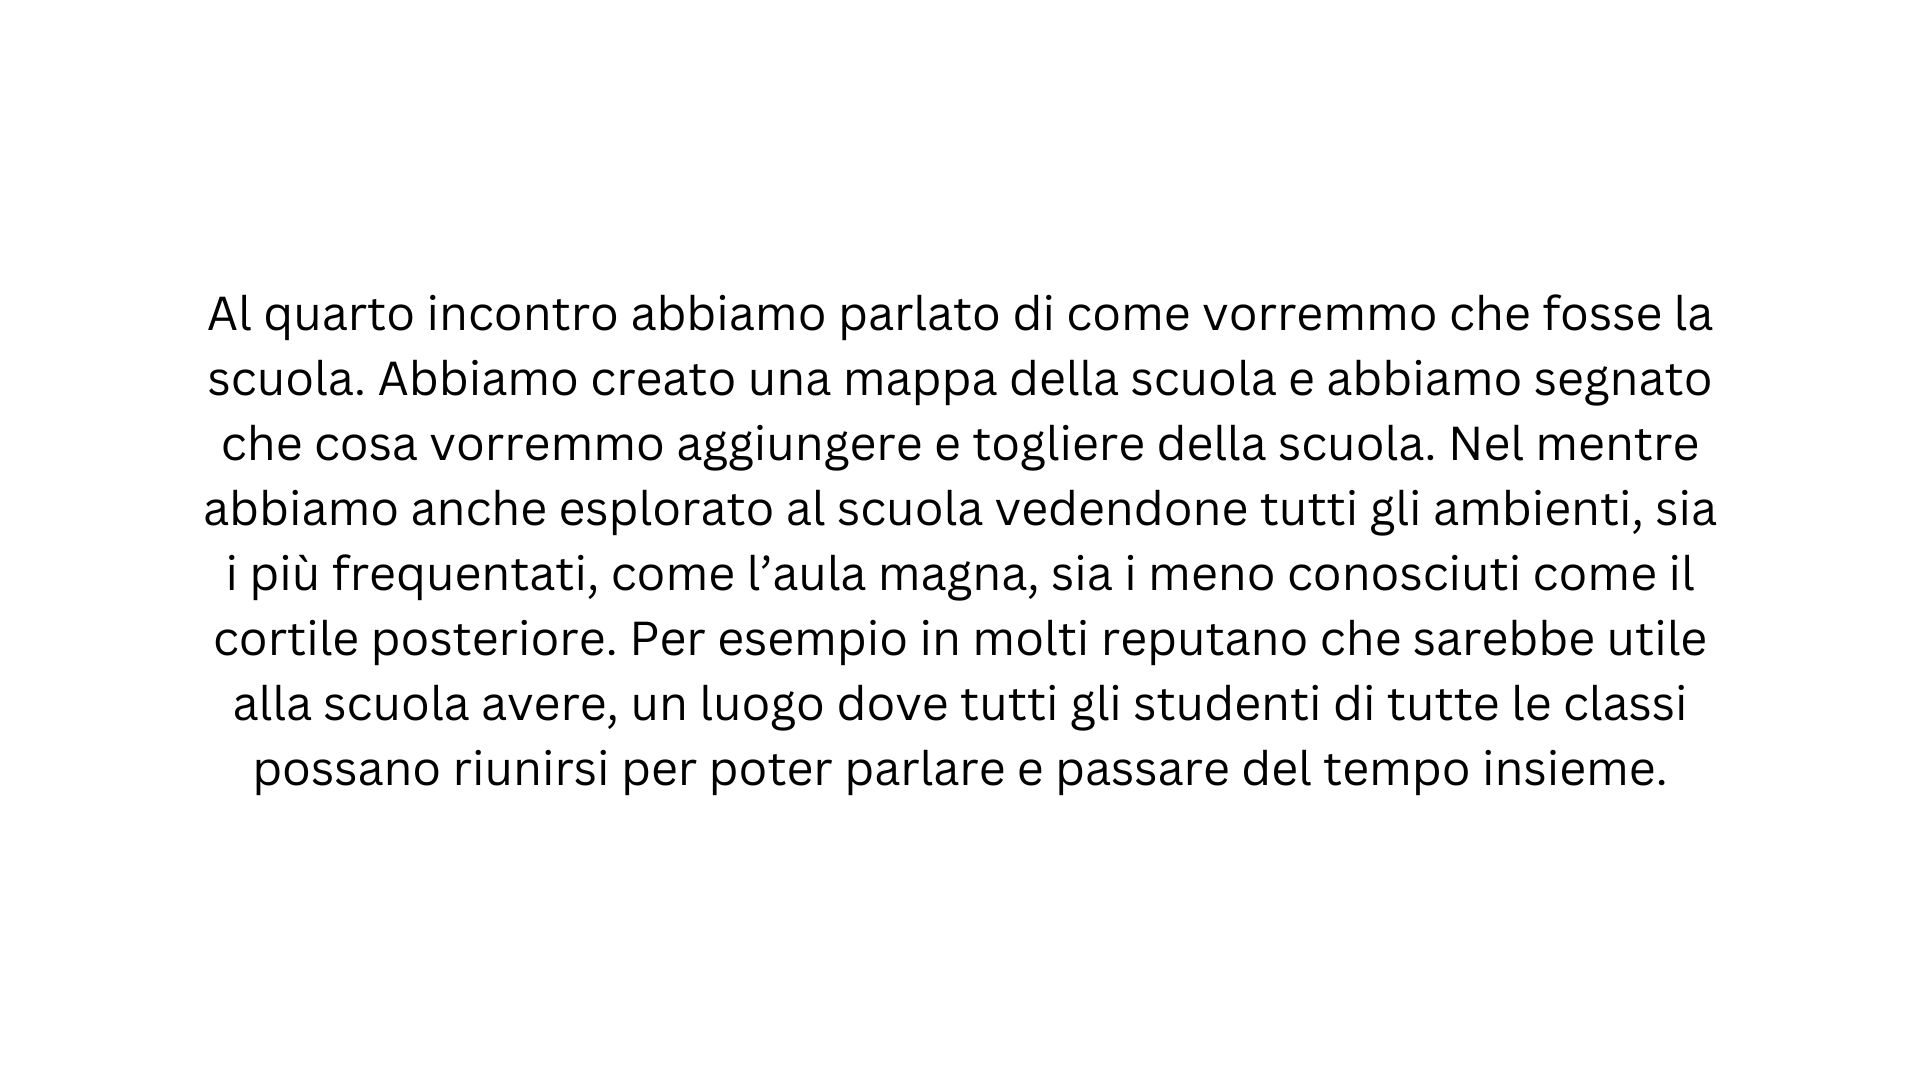 Al quarto incontro abbiamo parlato di come vorremmo che fosse la
scuola. Abbiamo creato una mappa della scuola e abbiamo segnato
che cosa vorremmo aggiungere e togliere della scuola. Nel mentre
abbiamo anche esplorato al scuola vedendone tutti gli ambienti, sia
i più frequentati, come l’aula magna, sia i meno conosciuti come il
cortile posteriore. Per esempio in molti reputano che sarebbe utile
alla scuola avere, un luogo dove tutti gli studenti di tutte le classi
possano riunirsi per poter parlare e passare del tempo insieme.